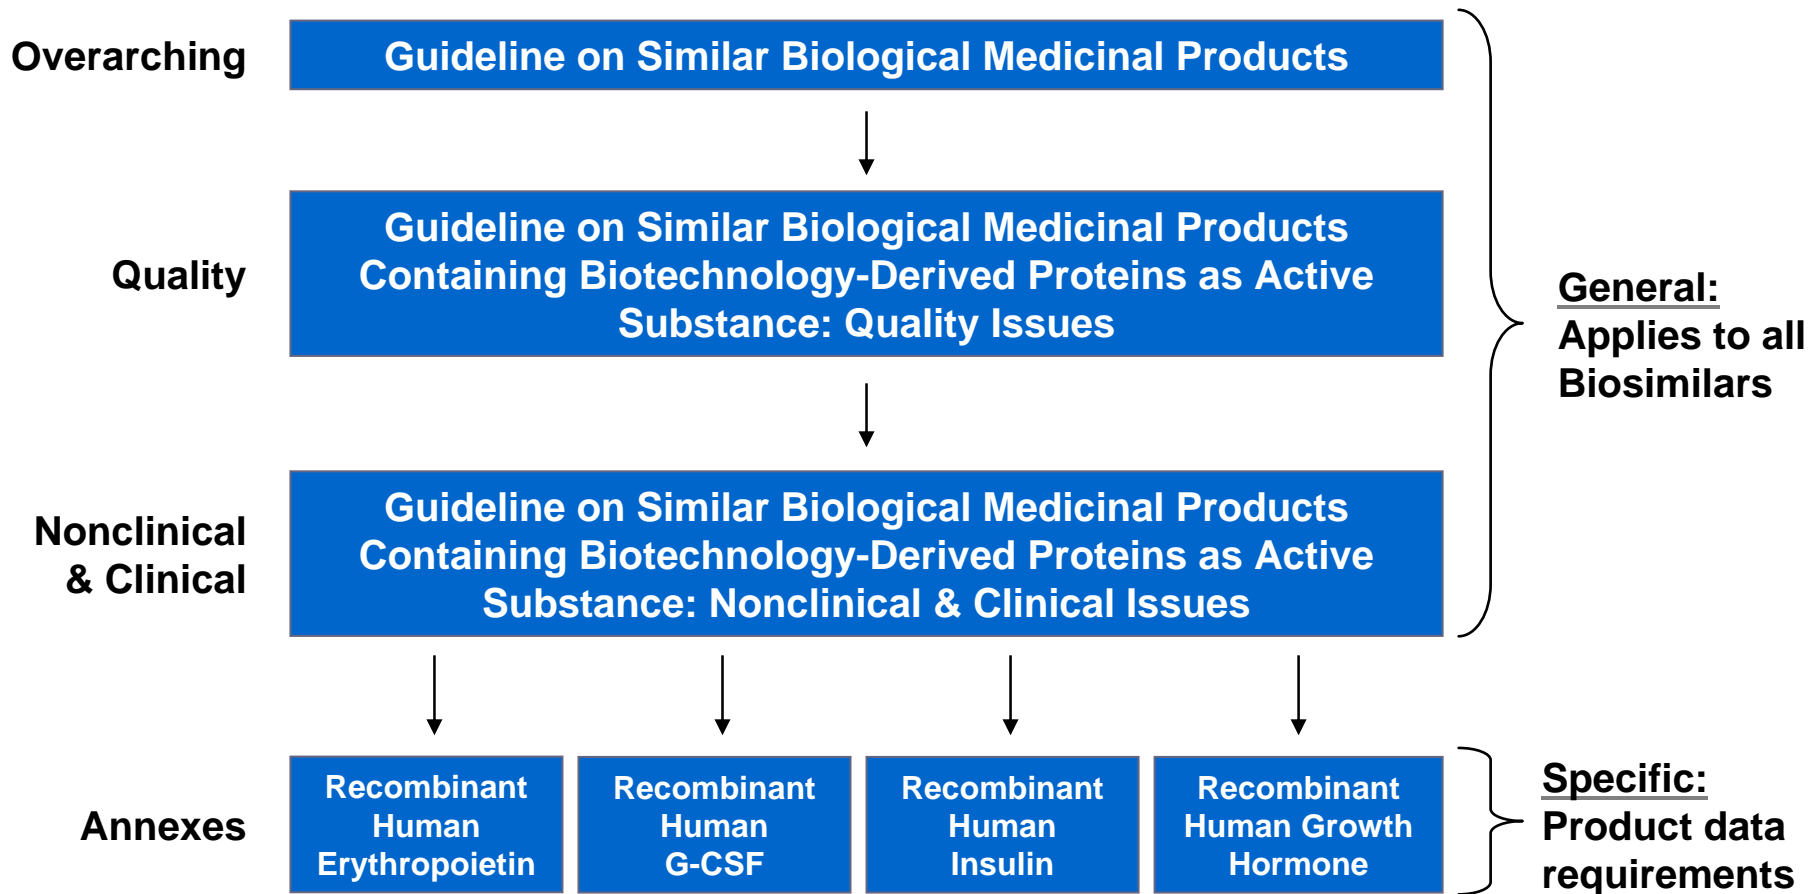 Overarching
Guideline on Similar Biological Medicinal Products
Quality
Guideline on Similar Biological Medicinal Products
Containing Biotechnology-Derived Proteins as Active
Substance: Quality Issues
General:
Applies to all
Biosimilars
Nonclinical
& Clinical
Guideline on Similar Biological Medicinal Products
Containing Biotechnology-Derived Proteins as Active
Substance: Nonclinical & Clinical Issues
Annexes
Recombinant
Human
Erythropoietin
Recombinant
Human
G-CSF
Recombinant
Human
Insulin
Recombinant
Human Growth
Hormone
Specific:
Product data
requirements